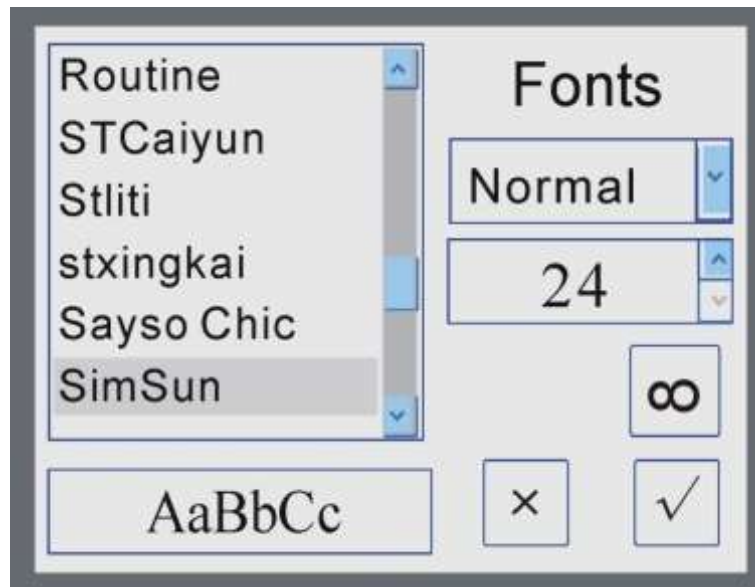 Routine
STCaiyun
Stliti
stxingkai
Sayso Chic
SimSun
Fonts
Normal
24
∞
AaBbCc
×
√